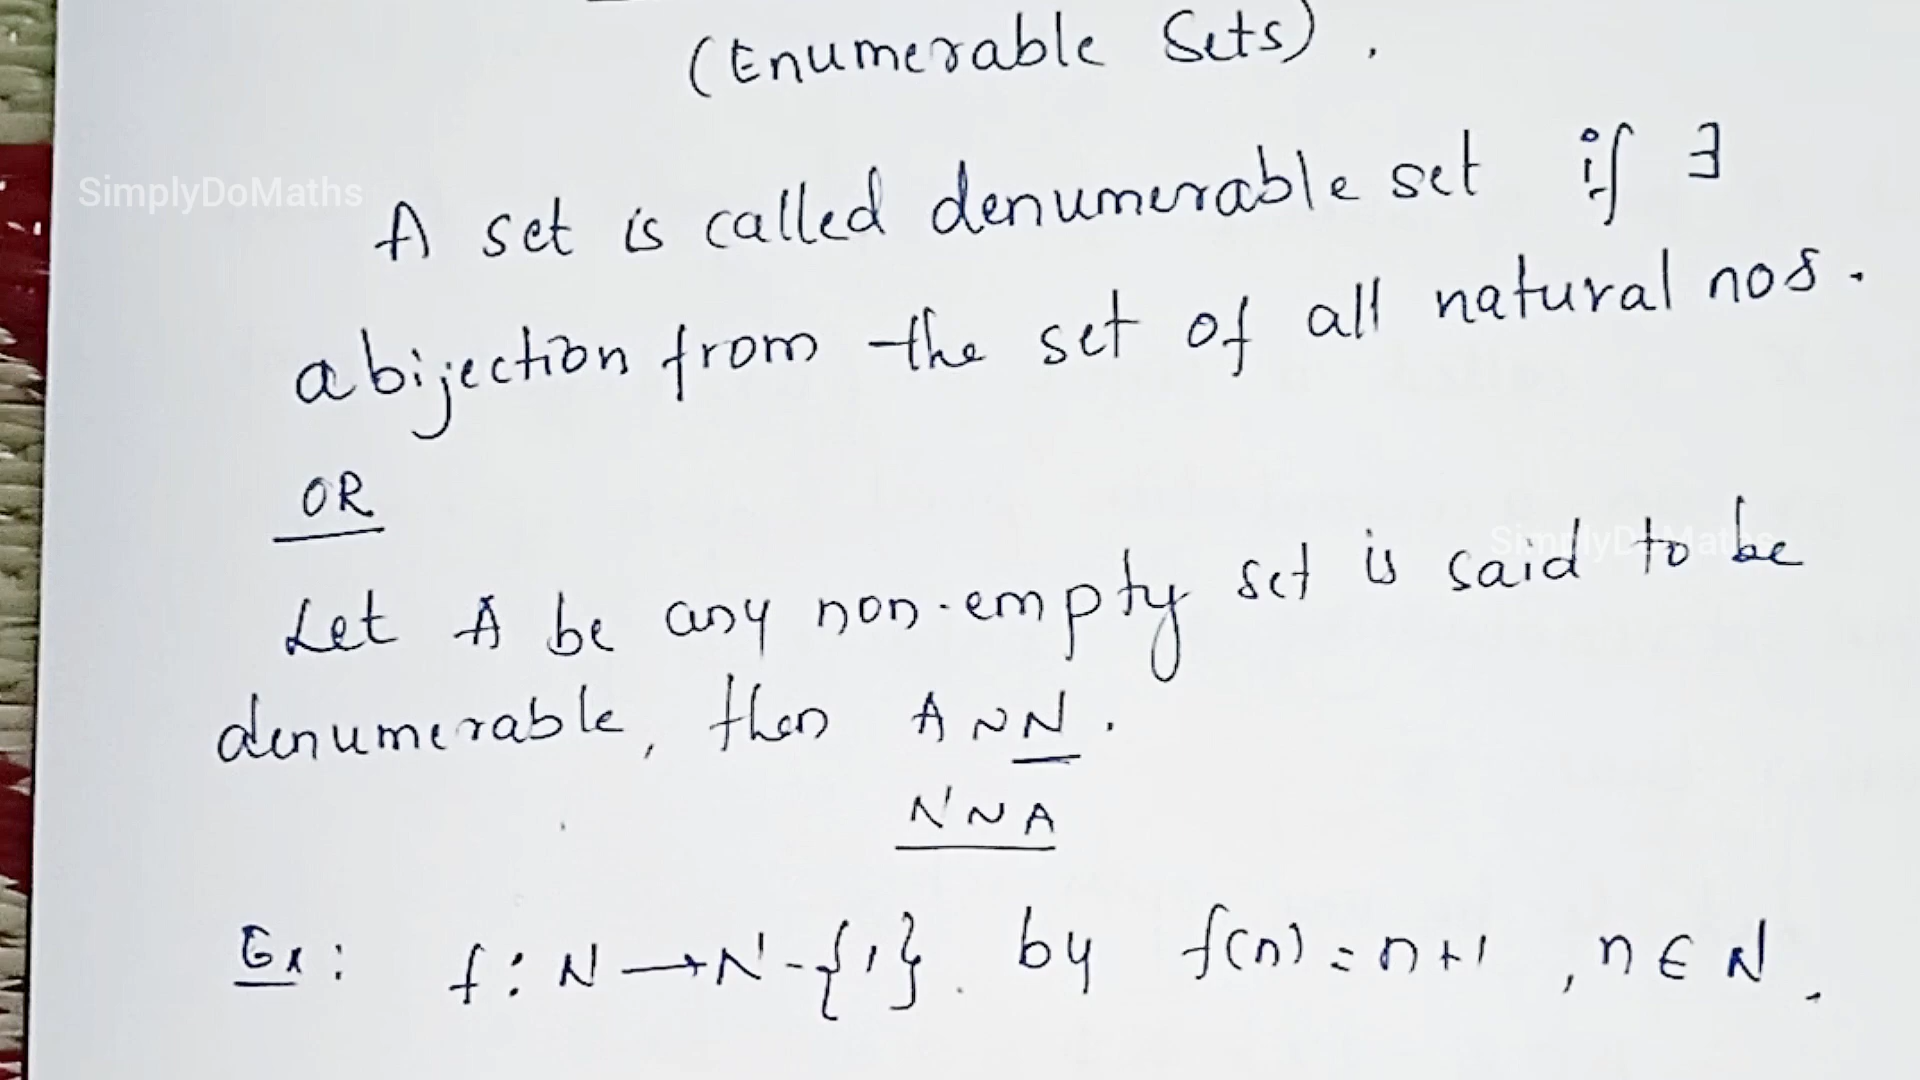 (Enumerable Sets).
SimplyDoMaths
A set is called denumerable set if ∃
a bijection from the set of all natural nos.
OR
SimplyDoMaths
Let A be any non-empty set is said to be
denumerable, then A ~ N.
N ~ A
Ex: f: N → N - {1}. by f(n) = n+1, n ∈ N.